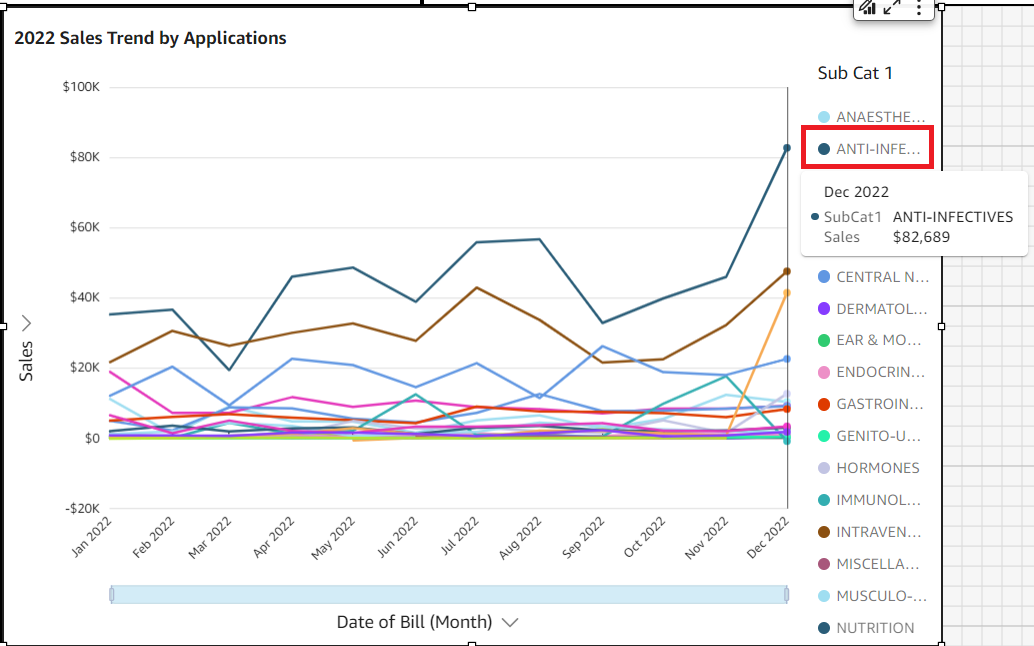 2022 Sales Trend by Applications
Sub Cat 1
ANAESTHE...
ANTI-INFE...
Dec 2022
SubCat1 ANTI-INFECTIVES
Sales $82,689
CENTRAL N...
DERMATOL...
EAR & MO...
ENDOCRIN...
GASTROIN...
GENITO-U...
HORMONES
IMMUNOL...
INTRAVEN...
MISCELLA...
MUSCULO-...
NUTRITION
Sales
$100K
$80K
$60K
$40K
$20K
$0
-$20K
Jan 2022
Feb 2022
Mar 2022
Apr 2022
May 2022
Jun 2022
Jul 2022
Aug 2022
Sep 2022
Oct 2022
Nov 2022
Dec 2022
Date of Bill (Month)